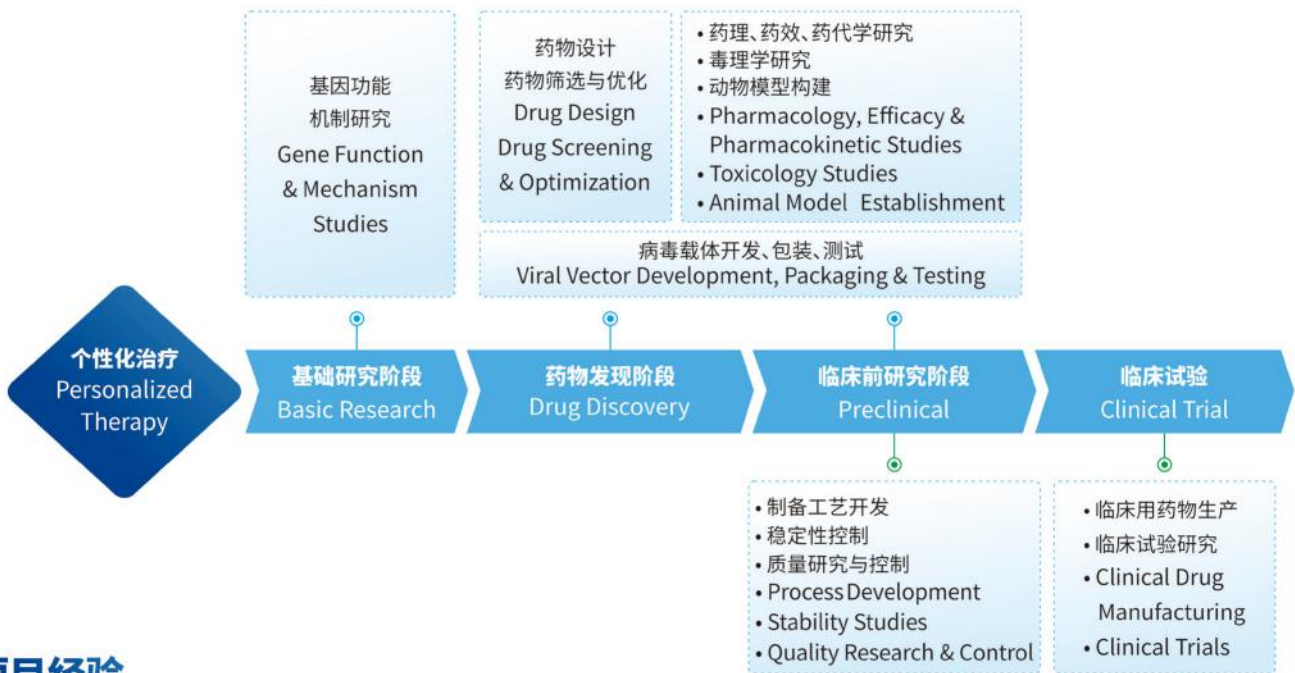 基因功能
机制研究
Gene Function
& Mechanism
Studies
药物设计
药物筛选与优化
Drug Design
Drug Screening
& Optimization
• 药理、药效、药代学研究
• 毒理学研究
• 动物模型构建
• Pharmacology, Efficacy &
Pharmacokinetic Studies
• Toxicology Studies
• Animal Model Establishment
病毒载体开发、包装、测试
Viral Vector Development, Packaging & Testing
个性化治疗
Personalized
Therapy
基础研究阶段
Basic Research
药物发现阶段
Drug Discovery
临床前研究阶段
Preclinical
临床试验
Clinical Trial
• 制备工艺开发
• 稳定性控制
• 质量研究与控制
• Process Development
• Stability Studies
• Quality Research & Control
• 临床用药物生产
• 临床试验研究
• Clinical Drug
Manufacturing
• Clinical Trials